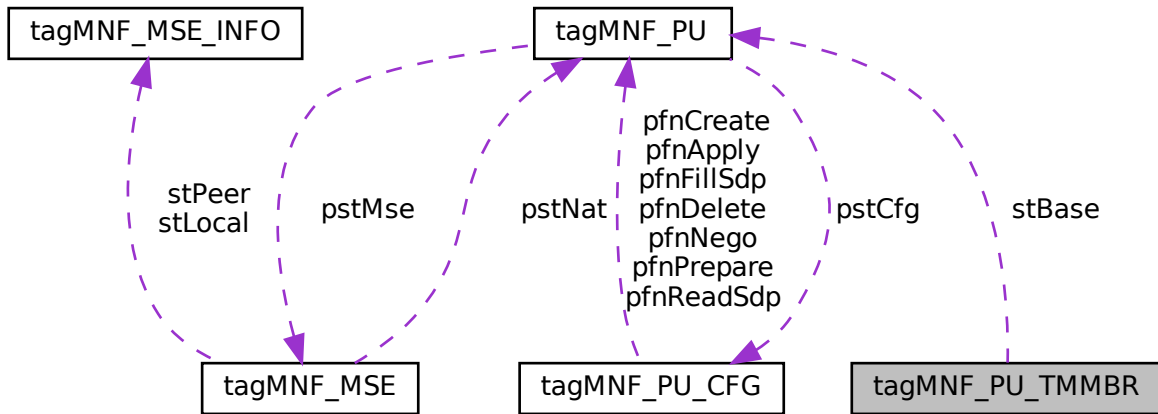 tagMNF_MSE_INFO
tagMNF_PU
stPeer
stLocal
pstMse
pstNat
pfnCreate
pfnApply
pfnFillSdp
pfnDelete
pfnNego
pfnPrepare
pfnReadSdp
pstCfg
stBase
tagMNF_MSE
tagMNF_PU_CFG
tagMNF_PU_TMMBR